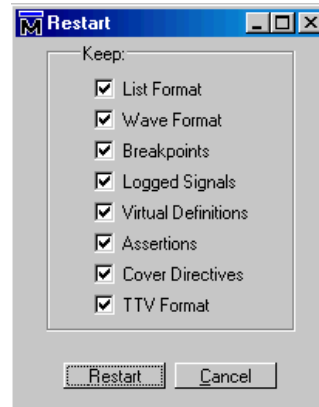 Restart
Keep:
List Format
Wave Format
Breakpoints
Logged Signals
Virtual Definitions
Assertions
Cover Directives
TTV Format
Restart
Cancel